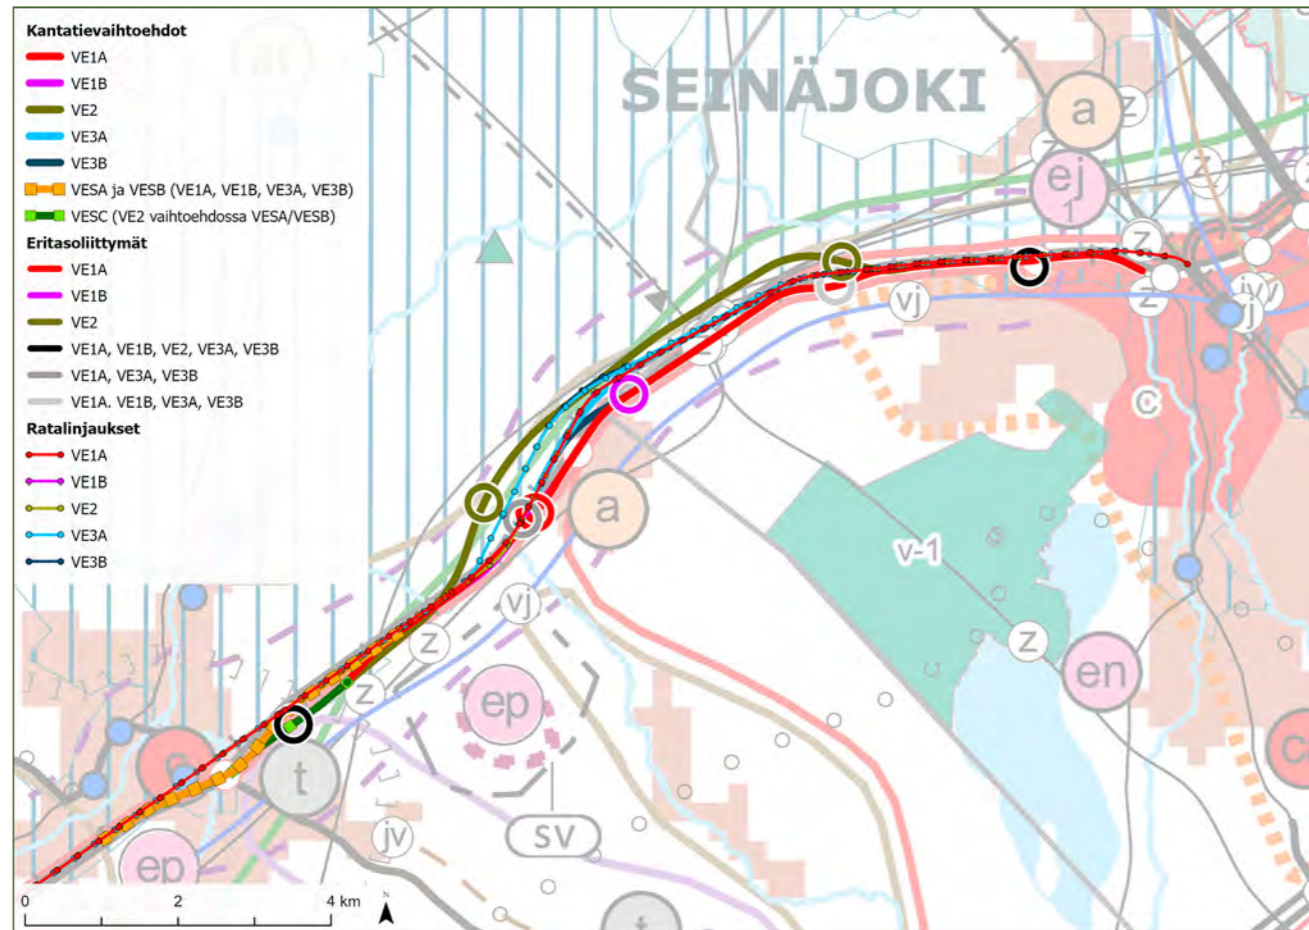 Kantatievaihtoehdot
VE1A
VE1B
VE2
VE3A
VE3B
VESA ja VESB (VE1A, VE1B, VE3A, VE3B)
VESC (VE2 vaihtoehdossa VESA/VESB)
Eritasoliittymät
VE1A
VE1B
VE2
VE1A, VE1B, VE2, VE3A, VE3B
VE1A, VE3A, VE3B
VE1A. VE1B, VE3A, VE3B
Ratalinjaukset
VE1A
VE1B
VE2
VE3A
VE3B
SEINÄJOKI
a
z
ej
1
z
z
z
z
vj
z
c
a
v-1
vj
z
z
en
z
ep
c
t
c
sv
jv
ep
t
0 2 4 km
N